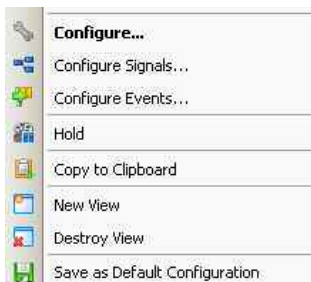 Configure...
Configure Signals...
Configure Events...
Hold
Copy to Clipboard
New View
Destroy View
Save as Default Configuration